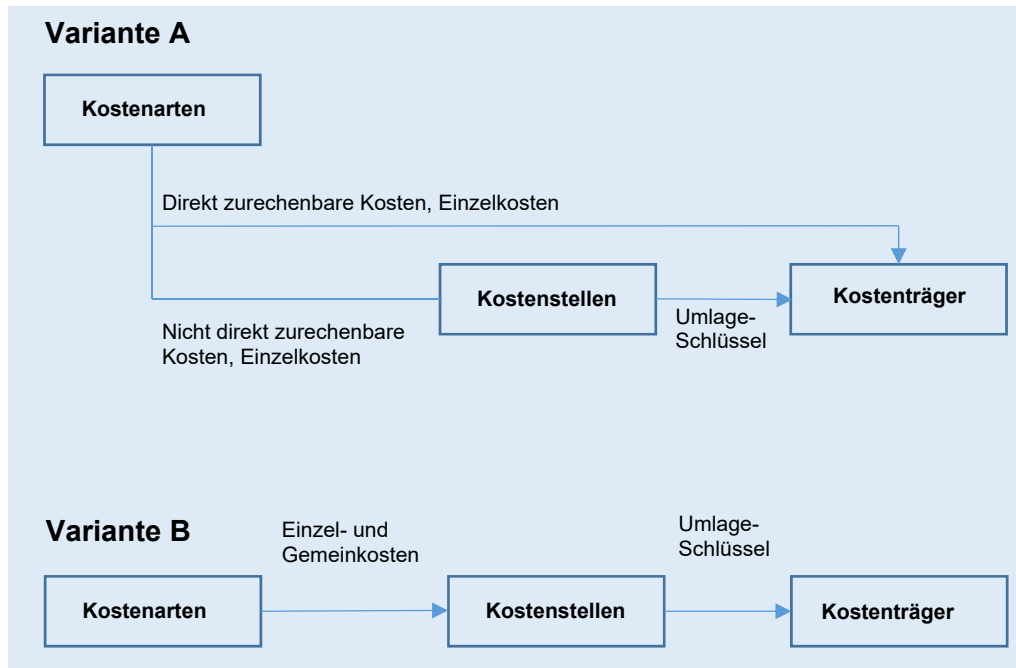 Variante A
Kostenarten
Direkt zurechenbare Kosten, Einzelkosten
Kostenstellen
Kostenträger
Umlage-
Schlüssel
Nicht direkt zurechenbare
Kosten, Einzelkosten
Variante B
Einzel- und
Gemeinkosten
Umlage-
Schlüssel
Kostenarten
Kostenstellen
Kostenträger